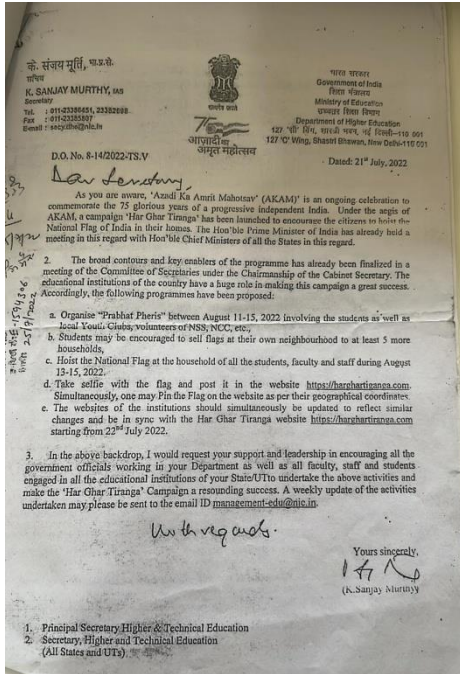 के. संजय मूर्ति, भा.प्र.से.
सचिव
K. SANJAY MURTHY, IAS
Secretary
Tel. : 011-23386451, 23382698
Fax : 011-23385807
E-mail : secy.dhe@nic.in
सत्यमेव जयते
75
आज़ादी का
अमृत महोत्सव
भारत सरकार
Government of India
शिक्षा मंत्रालय
Ministry of Education
उच्चतर शिक्षा विभाग
Department of Higher Education
127 'सी' विंग, शास्त्री भवन, नई दिल्ली-110 001
127 'C' Wing, Shastri Bhawan, New Delhi-110 001
D.O. No. 8-14/2022-TS.V
Dated: 21st July, 2022
Dear Secretary,
As you are aware, 'Azadi Ka Amrit Mahotsav' (AKAM)' is an ongoing celebration to
commemorate the 75 glorious years of a progressive independent India. Under the aegis of
AKAM, a campaign 'Har Ghar Tiranga' has been launched to encourage the citizens to hoist the
National Flag of India in their homes. The Hon'ble Prime Minister of India has already held a
meeting in this regard with Hon'ble Chief Ministers of all the States in this regard.
2. The broad contours and key enablers of the programme has already been finalized in a
meeting of the Committee of Secretaries under the Chairmanship of the Cabinet Secretary. The
educational institutions of the country have a huge role in making this campaign a great success.
Accordingly, the following programmes have been proposed:
a. Organise "Prabhat Pheris" between August 11-15, 2022 involving the students as well as
local Youth Clubs, volunteers of NSS, NCC, etc.,
b. Students may be encouraged to sell flags at their own neighbourhood to at least 5 more
households,
c. Hoist the National Flag at the household of all the students, faculty and staff during August
13-15, 2022.
d. Take selfie with the flag and post it in the website https://harghartiranga.com.
Simultaneously, one may Pin the Flag on the website as per their geographical coordinates.
e. The websites of the institutions should simultaneously be updated to reflect similar
changes and be in sync with the Har Ghar Tiranga website https://harghartiranga.com
starting from 22nd July 2022.
3. In the above backdrop, I would request your support and leadership in encouraging all the
government officials working in your Department as well as all faculty, staff and students
engaged in all the educational institutions of your State/UTto undertake the above activities and
make the 'Har Ghar Tiranga' Campaign a resounding success. A weekly update of the activities
undertaken may please be sent to the email ID management-edu@nic.in.
With regards.
Yours sincerely,
(K.Sanjay Murthy)
1. Principal Secretary Higher & Technical Education
2. Secretary, Higher and Technical Education
(All States and UTs).